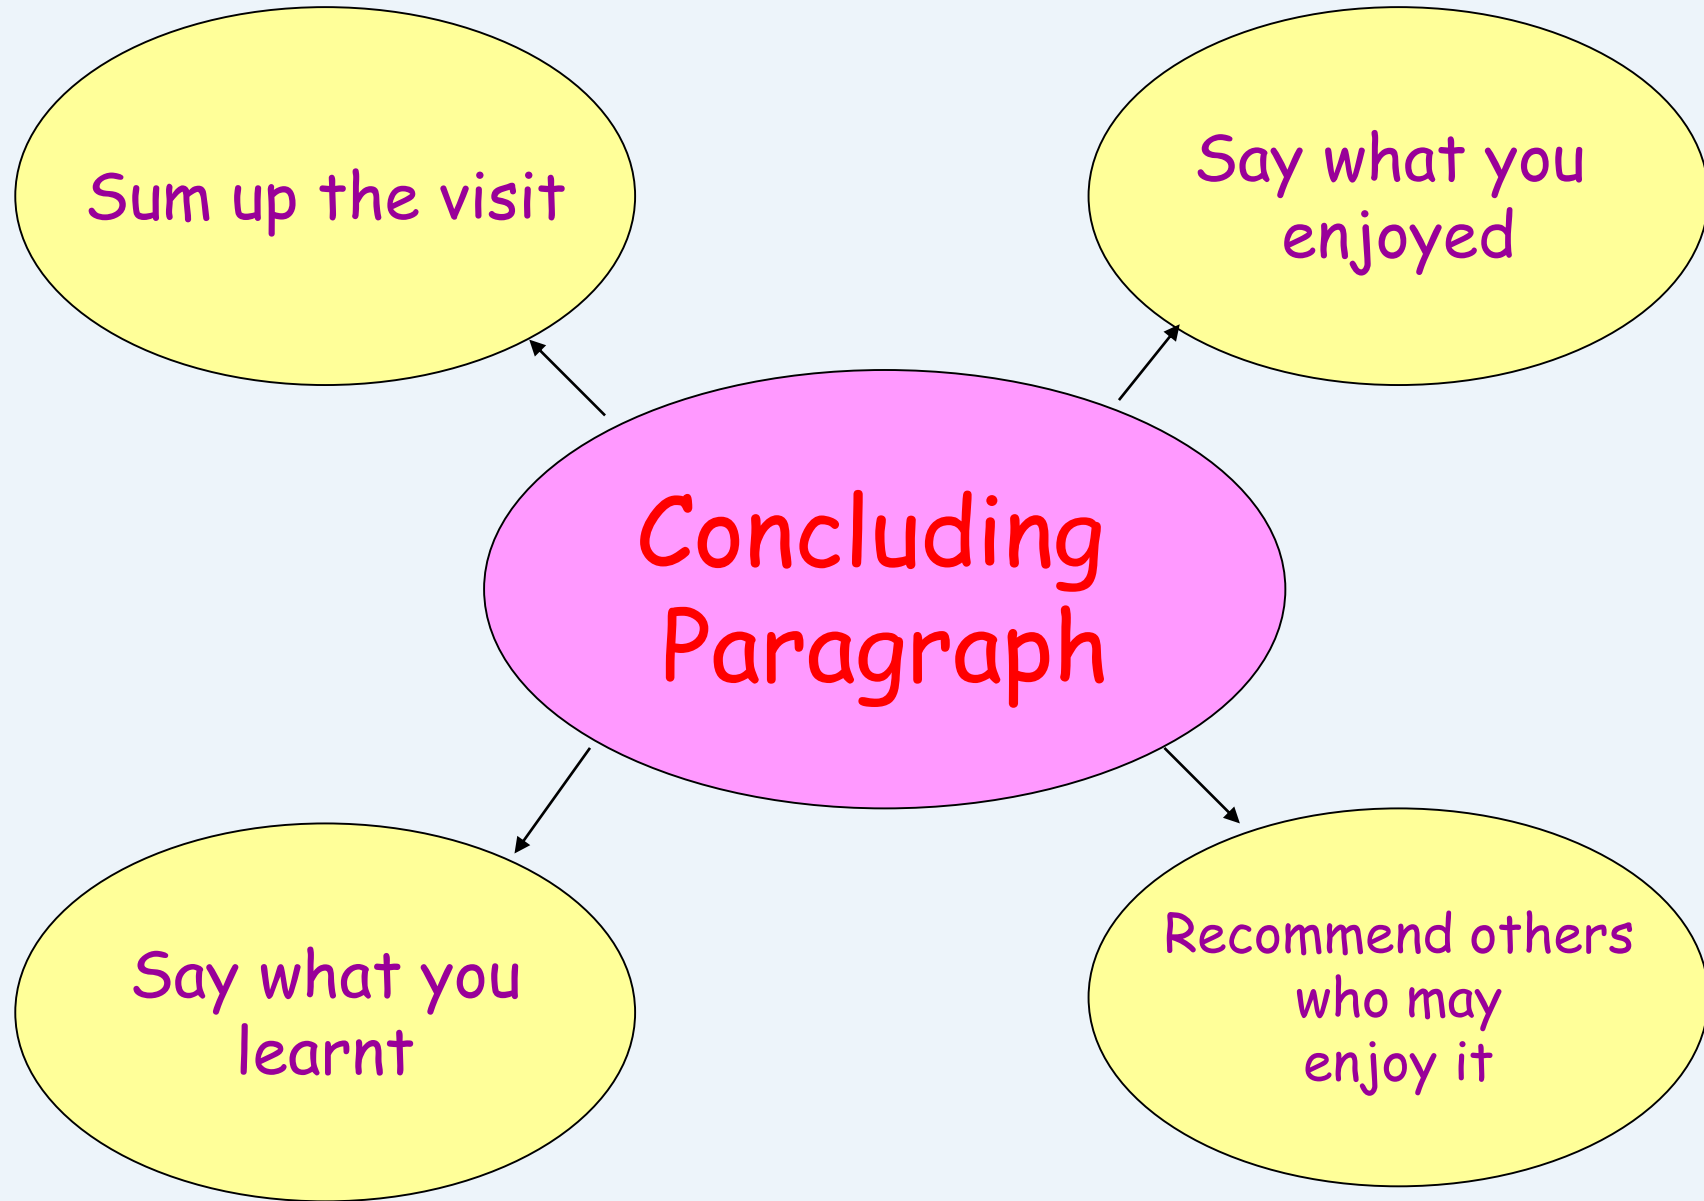 Sum up the visit
Say what you
enjoyed
Concluding
Paragraph
Say what you
learnt
Recommend others
who may
enjoy it